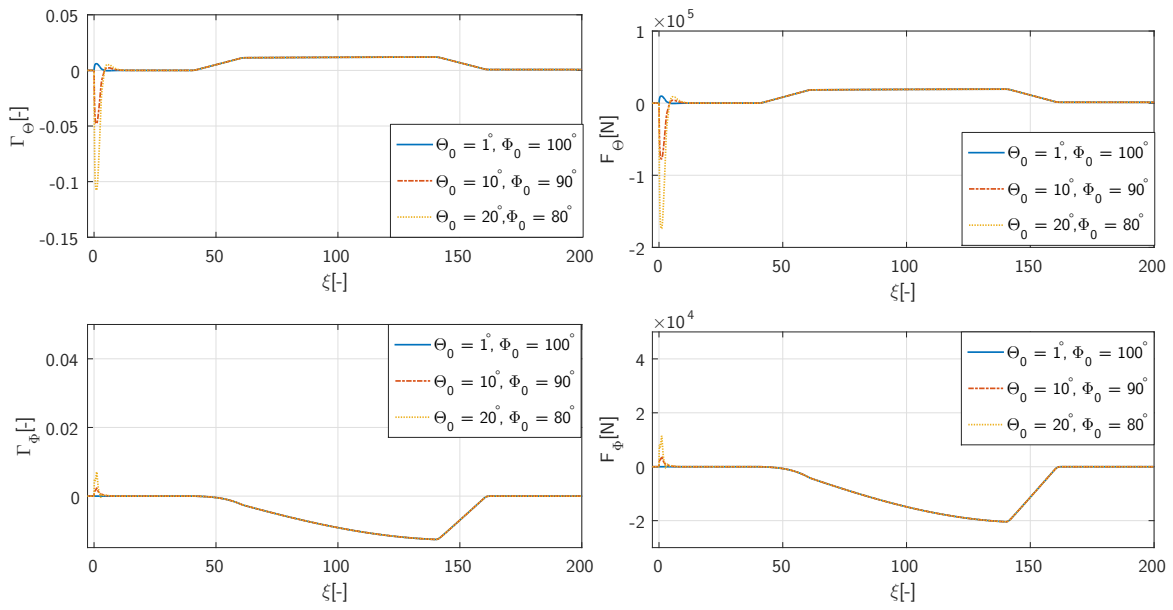 0.05
0
-0.05
-0.1
-0.15
Γ_Θ[-]
Θ_0 = 1°, Φ_0 = 100°
Θ_0 = 10°, Φ_0 = 90°
Θ_0 = 20°,Φ_0 = 80°
0 50 100 150 200
ξ[-]
×10^5
1
0
-1
-2
F_Θ[N]
Θ_0 = 1°, Φ_0 = 100°
Θ_0 = 10°, Φ_0 = 90°
Θ_0 = 20°,Φ_0 = 80°
0 50 100 150 200
ξ[-]
0.04
0.02
0
Γ_Φ[-]
Θ_0 = 1°, Φ_0 = 100°
Θ_0 = 10°, Φ_0 = 90°
Θ_0 = 20°, Φ_0 = 80°
0 50 100 150 200
ξ[-]
×10^4
4
2
0
-2
F_Φ[N]
Θ_0 = 1°, Φ_0 = 100°
Θ_0 = 10°, Φ_0 = 90°
Θ_0 = 20°, Φ_0 = 80°
0 50 100 150 200
ξ[-]